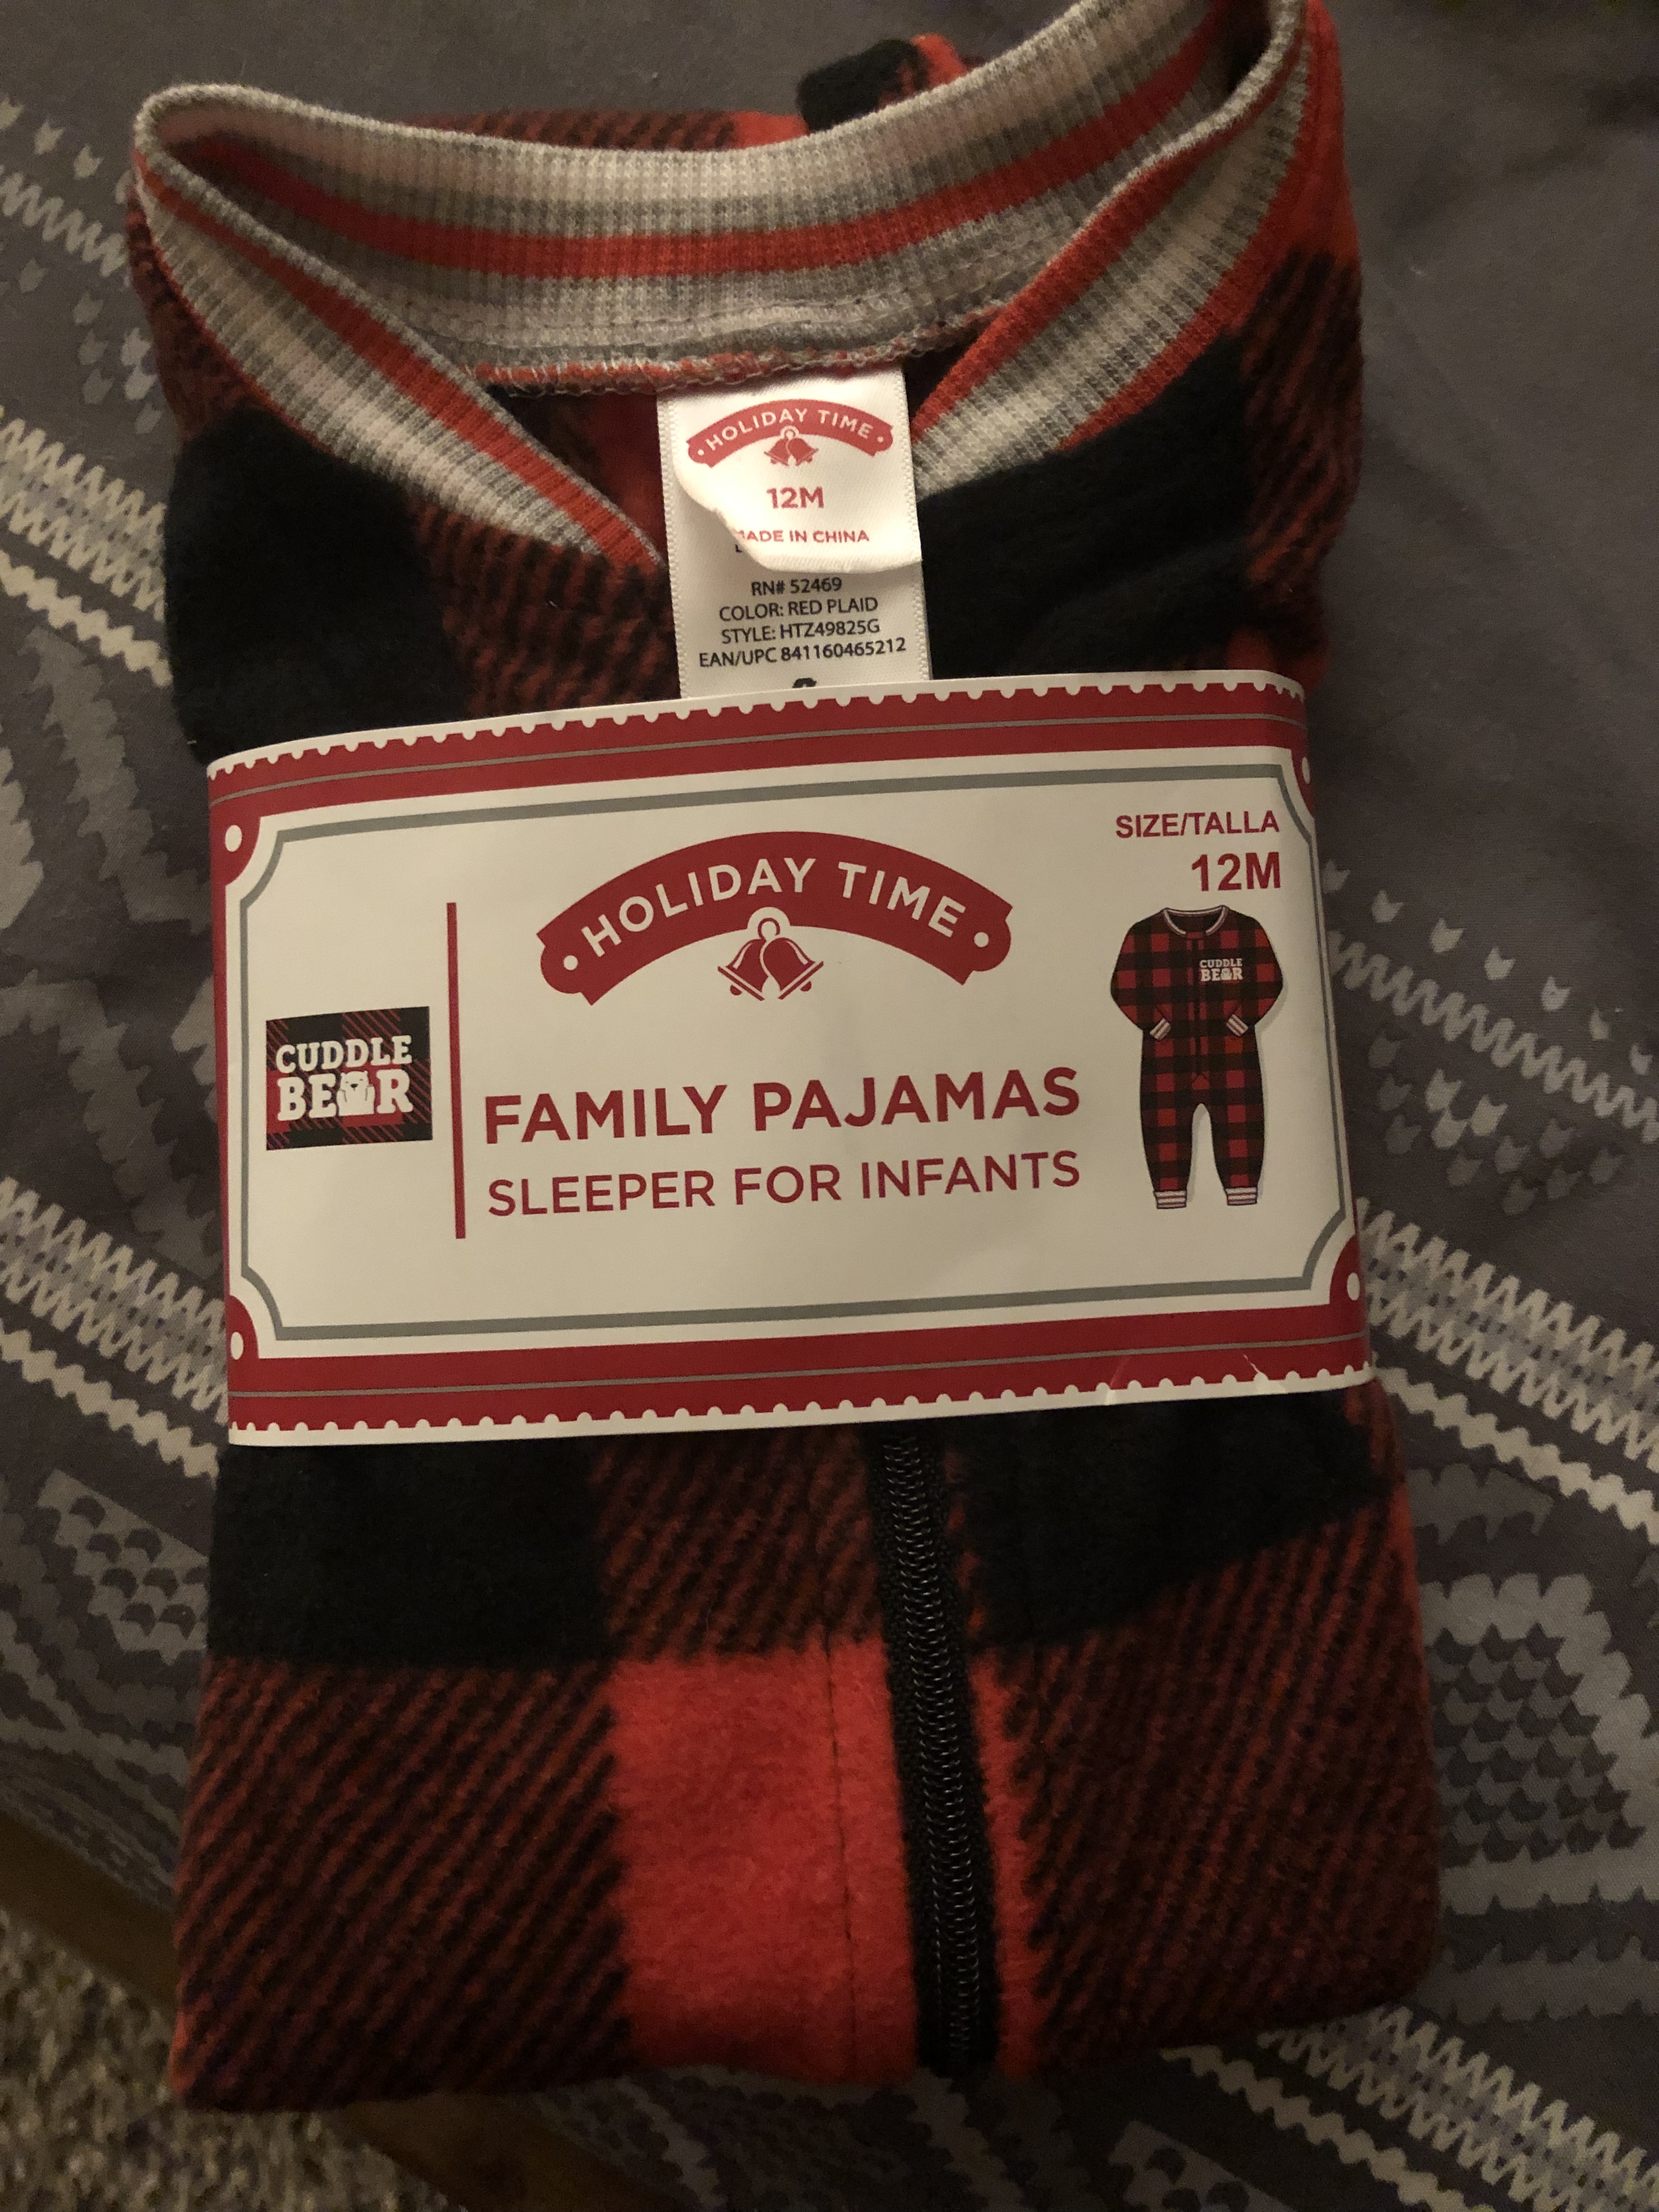 HOLIDAY TIME
12M
MADE IN CHINA
RN# 52469
COLOR: RED PLAID
STYLE: HTZ49825G
EAN/UPC 841160465212
SIZE/TALLA
12M
HOLIDAY TIME
CUDDLE
BEAR
CUDDLE
BEAR
FAMILY PAJAMAS
SLEEPER FOR INFANTS